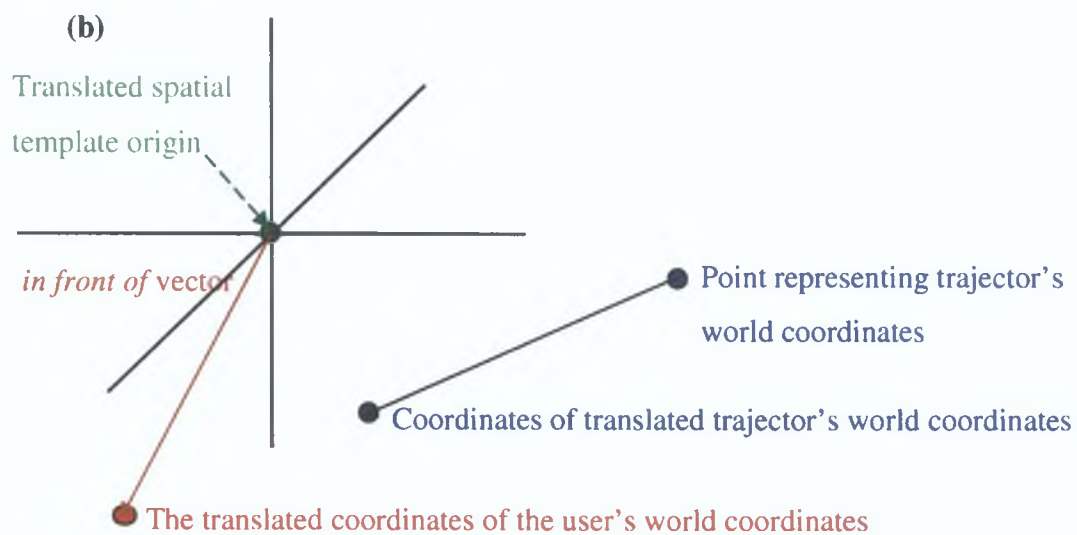 (b)
Translated spatial
template origin
in front of vector
Point representing trajector's
world coordinates
Coordinates of translated trajector's world coordinates
The translated coordinates of the user's world coordinates